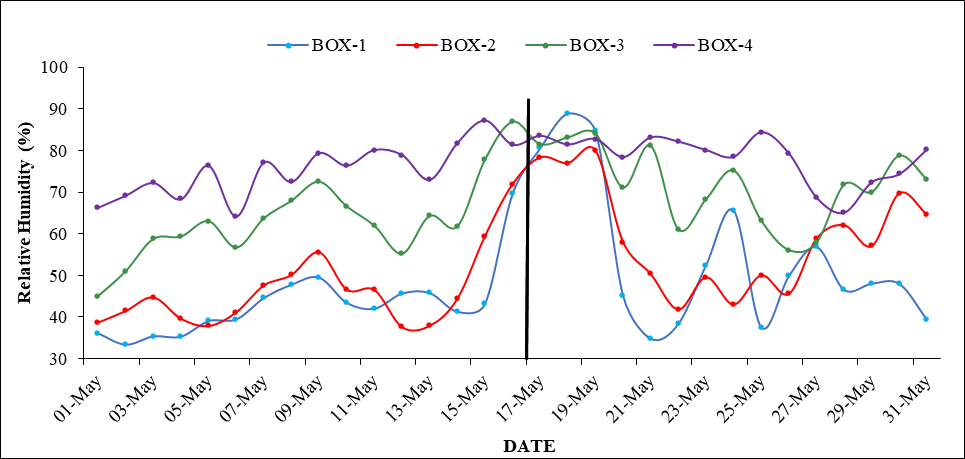 BOX-1 BOX-2 BOX-3 BOX-4
Relative Humidity (%)
100
90
80
70
60
50
40
30
01-May 03-May 05-May 07-May 09-May 11-May 13-May 15-May 17-May 19-May 21-May 23-May 25-May 27-May 29-May 31-May
DATE